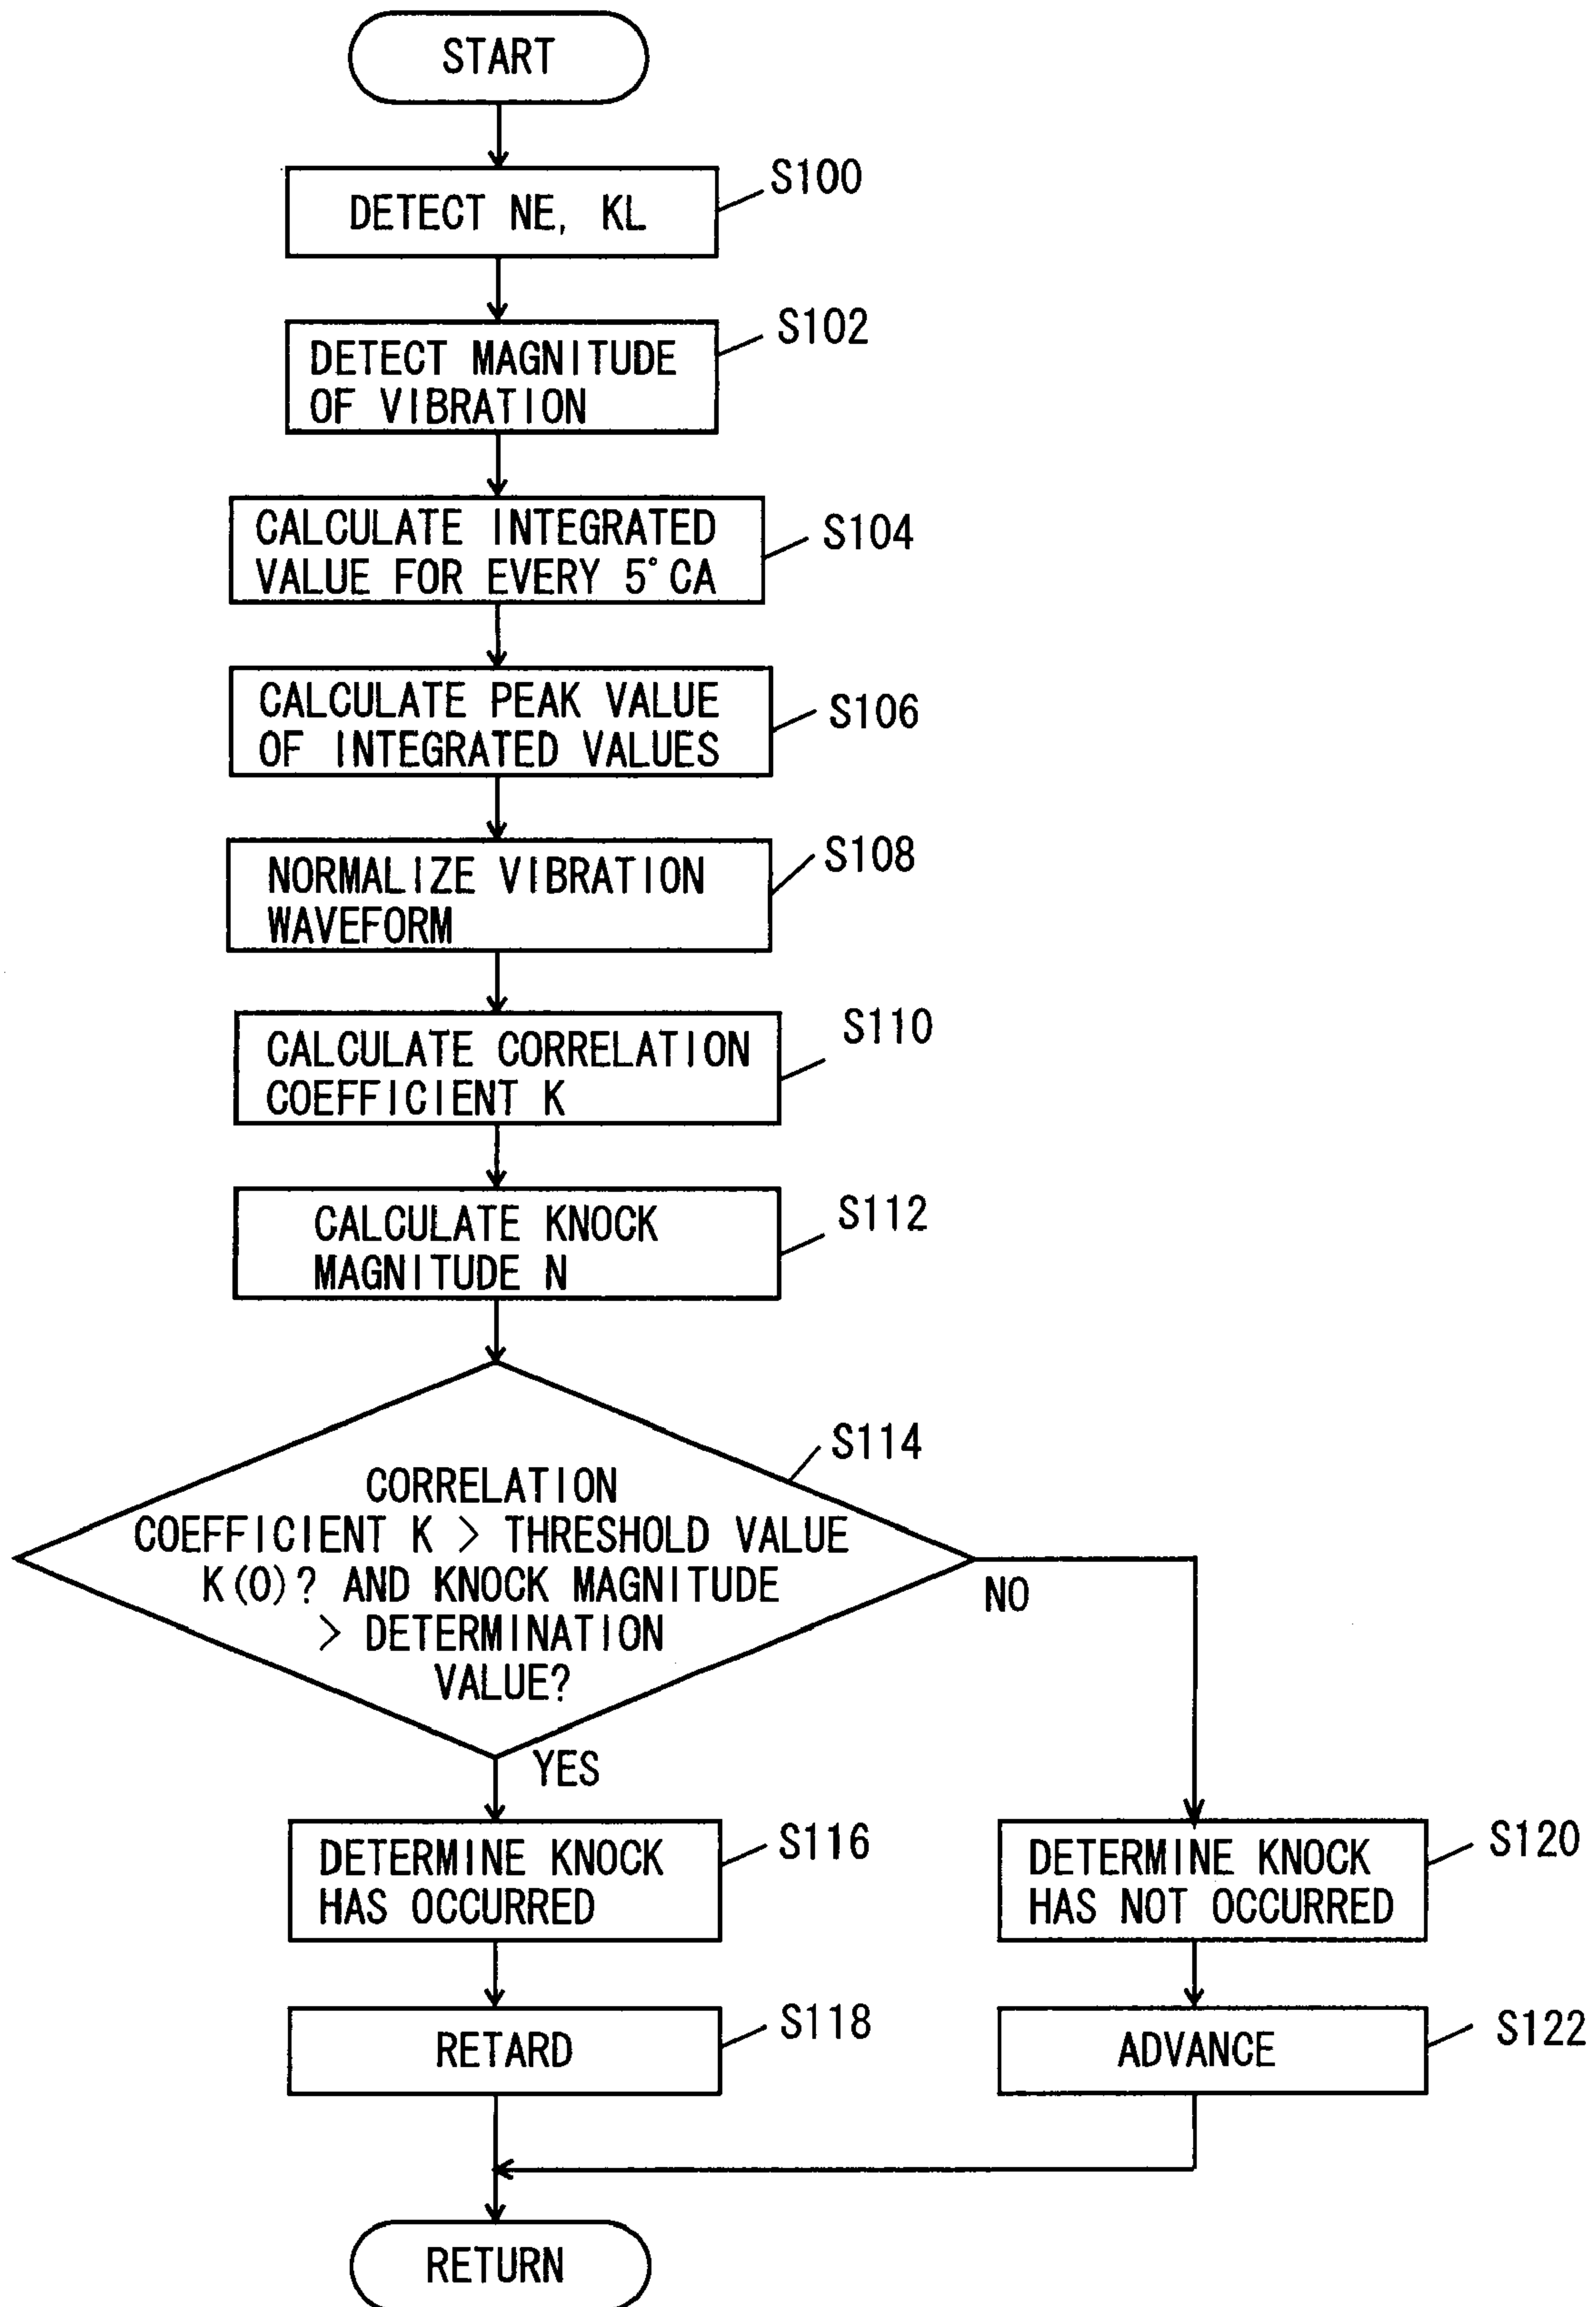 START
S100
DETECT NE, KL
S102
DETECT MAGNITUDE
OF VIBRATION
S104
CALCULATE INTEGRATED
VALUE FOR EVERY 5° CA
S106
CALCULATE PEAK VALUE
OF INTEGRATED VALUES
S108
NORMALIZE VIBRATION
WAVEFORM
S110
CALCULATE CORRELATION
COEFFICIENT K
S112
CALCULATE KNOCK
MAGNITUDE N
S114
CORRELATION
COEFFICIENT K > THRESHOLD VALUE
K(0)? AND KNOCK MAGNITUDE
> DETERMINATION
VALUE?
NO
YES
S116
DETERMINE KNOCK
HAS OCCURRED
S120
DETERMINE KNOCK
HAS NOT OCCURRED
S118
RETARD
S122
ADVANCE
RETURN